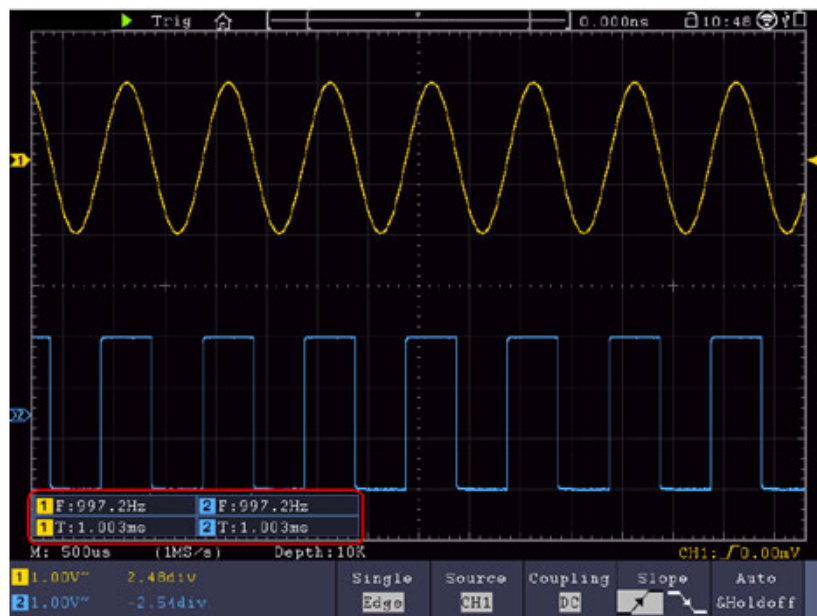 Trig 0.000ns 10:48
1
2
1 F:997.2Hz 2 F:997.2Hz
1 T:1.003ms 2 T:1.003ms
M: 500us (1MS/s) Depth:10K CH1: 0.00mV
1 1.00V~ 2.48div Single Source Coupling Slope Auto
2 1.00V~ -2.54div Edge CH1 DC &Holdoff